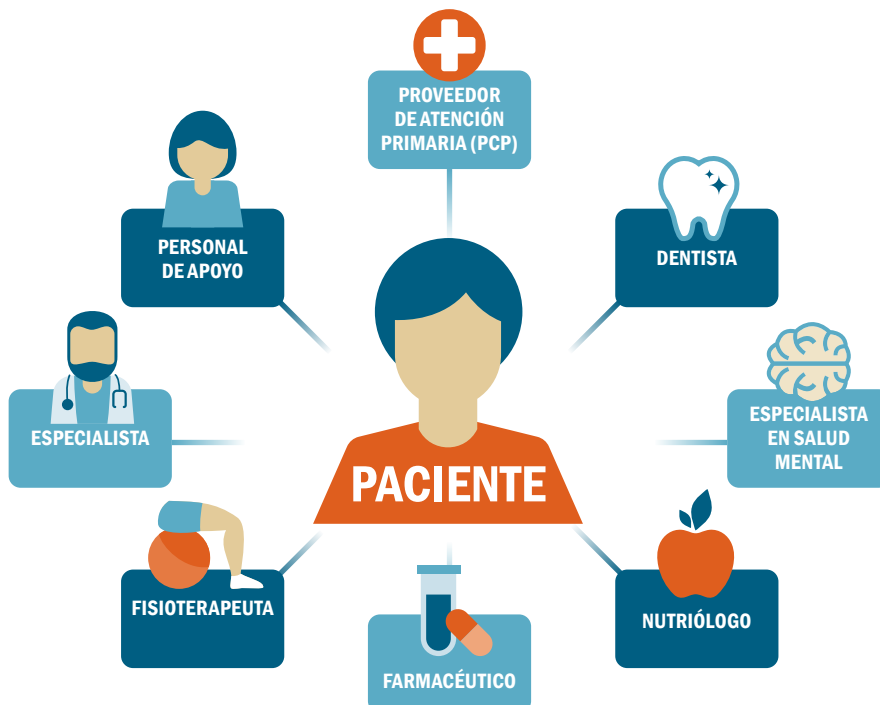 PROVEEDOR
DE ATENCIÓN
PRIMARIA (PCP)
PERSONAL
DE APOYO
DENTISTA
ESPECIALISTA
ESPECIALISTA
EN SALUD
MENTAL
PACIENTE
FISIOTERAPEUTA
NUTRIÓLOGO
FARMACÉUTICO